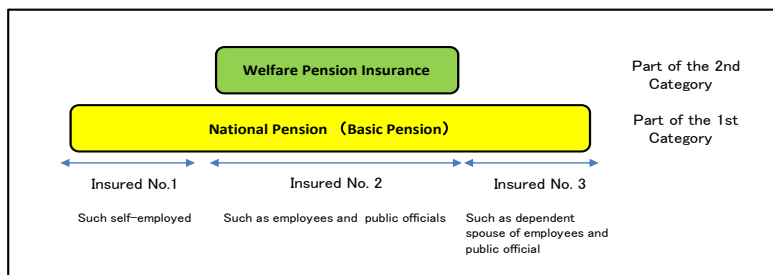 Welfare Pension Insurance
Part of the 2nd
Category
National Pension （Basic Pension）
Part of the 1st
Category
Insured No.1
Insured No. 2
Insured No. 3
Such self-employed
Such as employees and public officials
Such as dependent
spouse of employees and
public official